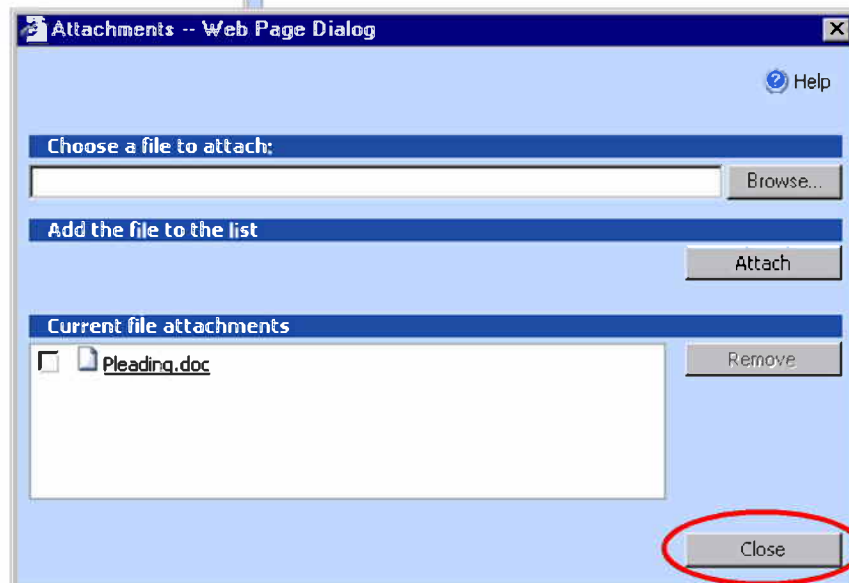 Attachments -- Web Page Dialog
Help
Choose a file to attach:
Browse...
Add the file to the list
Attach
Current file attachments
Pleading.doc
Remove
Close